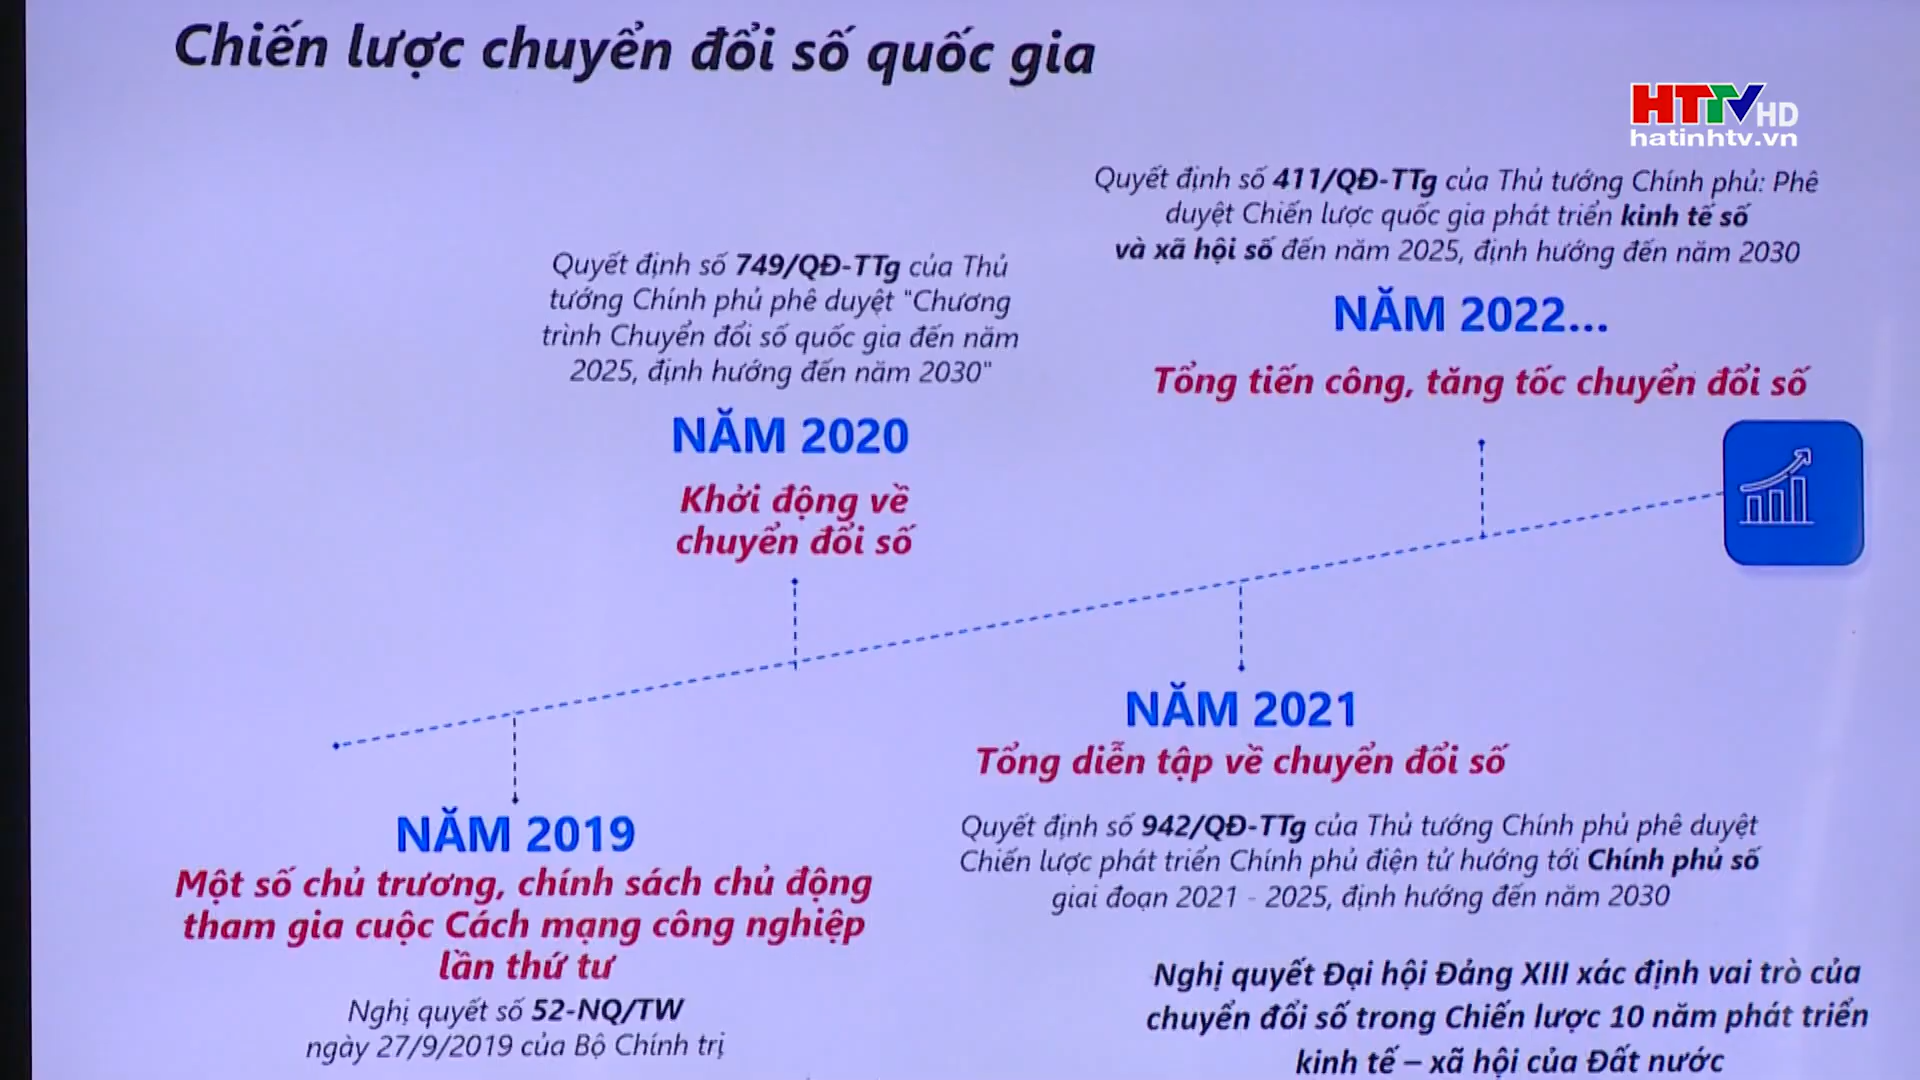 Chiến lược chuyển đổi số quốc gia
HTTV HD
hatinhtv.vn
Quyết định số 411/QĐ-TTg của Thủ tướng Chính phủ: Phê
duyệt Chiến lược quốc gia phát triển kinh tế số
và xã hội số đến năm 2025, định hướng đến năm 2030
NĂM 2022...
Tổng tiến công, tăng tốc chuyển đổi số
Quyết định số 749/QĐ-TTg của Thủ
tướng Chính phủ phê duyệt "Chương
trình Chuyển đổi số quốc gia đến năm
2025, định hướng đến năm 2030"
NĂM 2020
Khởi động về
chuyển đổi số
NĂM 2021
Tổng diễn tập về chuyển đổi số
Quyết định số 942/QĐ-TTg của Thủ tướng Chính phủ phê duyệt
Chiến lược phát triển Chính phủ điện tử hướng tới Chính phủ số
giai đoạn 2021 - 2025, định hướng đến năm 2030
NĂM 2019
Một số chủ trương, chính sách chủ động
tham gia cuộc Cách mạng công nghiệp
lần thứ tư
Nghị quyết số 52-NQ/TW
ngày 27/9/2019 của Bộ Chính trị
Nghị quyết Đại hội Đảng XIII xác định vai trò của
chuyển đổi số trong Chiến lược 10 năm phát triển
kinh tế – xã hội của Đất nước